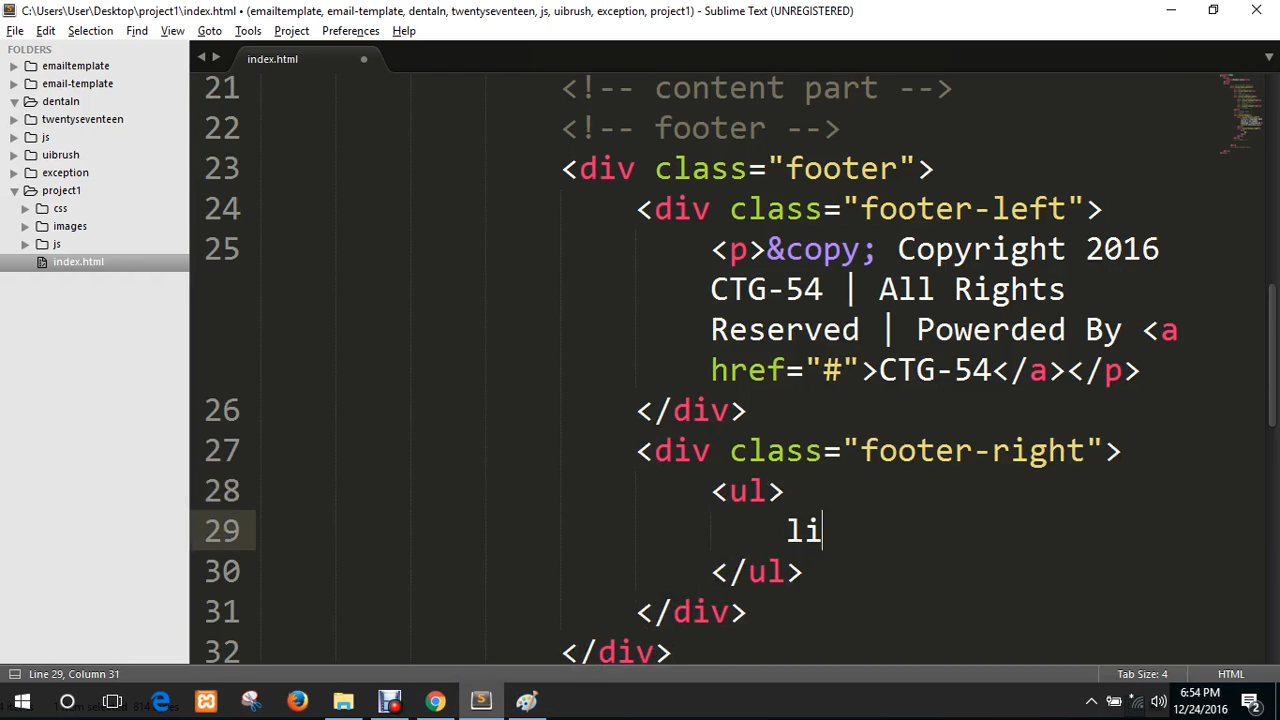 C:\Users\User\Desktop\project1\index.html • (emailtemplate, email-template, dentaln, twentyseventeen, js, uibrush, exception, project1) - Sublime Text (UNREGISTERED)
File Edit Selection Find View Goto Tools Project Preferences Help
FOLDERS
emailtemplate
email-template
dentaln
twentyseventeen
js
uibrush
exception
project1
css
images
js
index.html
index.html
21 <!-- content part -->
22 <!-- footer -->
23 <div class="footer">
24 <div class="footer-left">
25 <p>&copy; Copyright 2016
CTG-54 | All Rights
Reserved | Powerded By <a
href="#">CTG-54</a></p>
26 </div>
27 <div class="footer-right">
28 <ul>
29 li
30 </ul>
31 </div>
32 </div>
Line 29, Column 31
Tab Size: 4
HTML
6:54 PM
12/24/2016
2